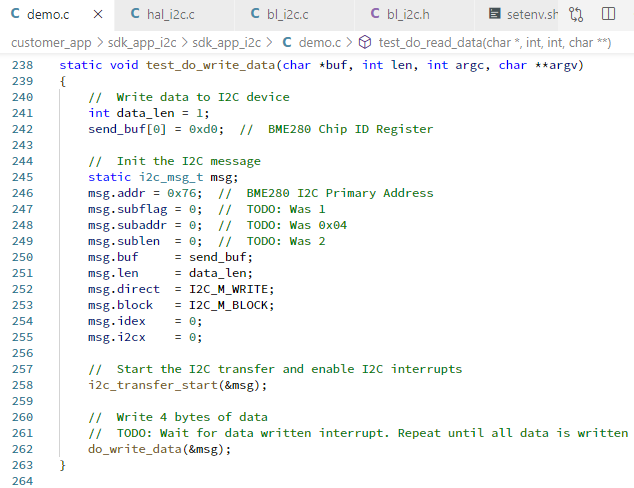 C demo.c × C hal_i2c.c C bl_i2c.c C bl_i2c.h setenv.sh
customer_app > sdk_app_i2c > sdk_app_i2c > C demo.c > test_do_read_data(char *, int, int, char **)
238 static void test_do_write_data(char *buf, int len, int argc, char **argv)
239 {
240 // Write data to I2C device
241 int data_len = 1;
242 send_buf[0] = 0xd0; // BME280 Chip ID Register
243
244 // Init the I2C message
245 static i2c_msg_t msg;
246 msg.addr = 0x76; // BME280 I2C Primary Address
247 msg.subflag = 0; // TODO: Was 1
248 msg.subaddr = 0; // TODO: Was 0x04
249 msg.sublen = 0; // TODO: Was 2
250 msg.buf = send_buf;
251 msg.len = data_len;
252 msg.direct = I2C_M_WRITE;
253 msg.block = I2C_M_BLOCK;
254 msg.idex = 0;
255 msg.i2cx = 0;
256
257 // Start the I2C transfer and enable I2C interrupts
258 i2c_transfer_start(&msg);
259
260 // Write 4 bytes of data
261 // TODO: Wait for data written interrupt. Repeat until all data is written
262 do_write_data(&msg);
263 }
264